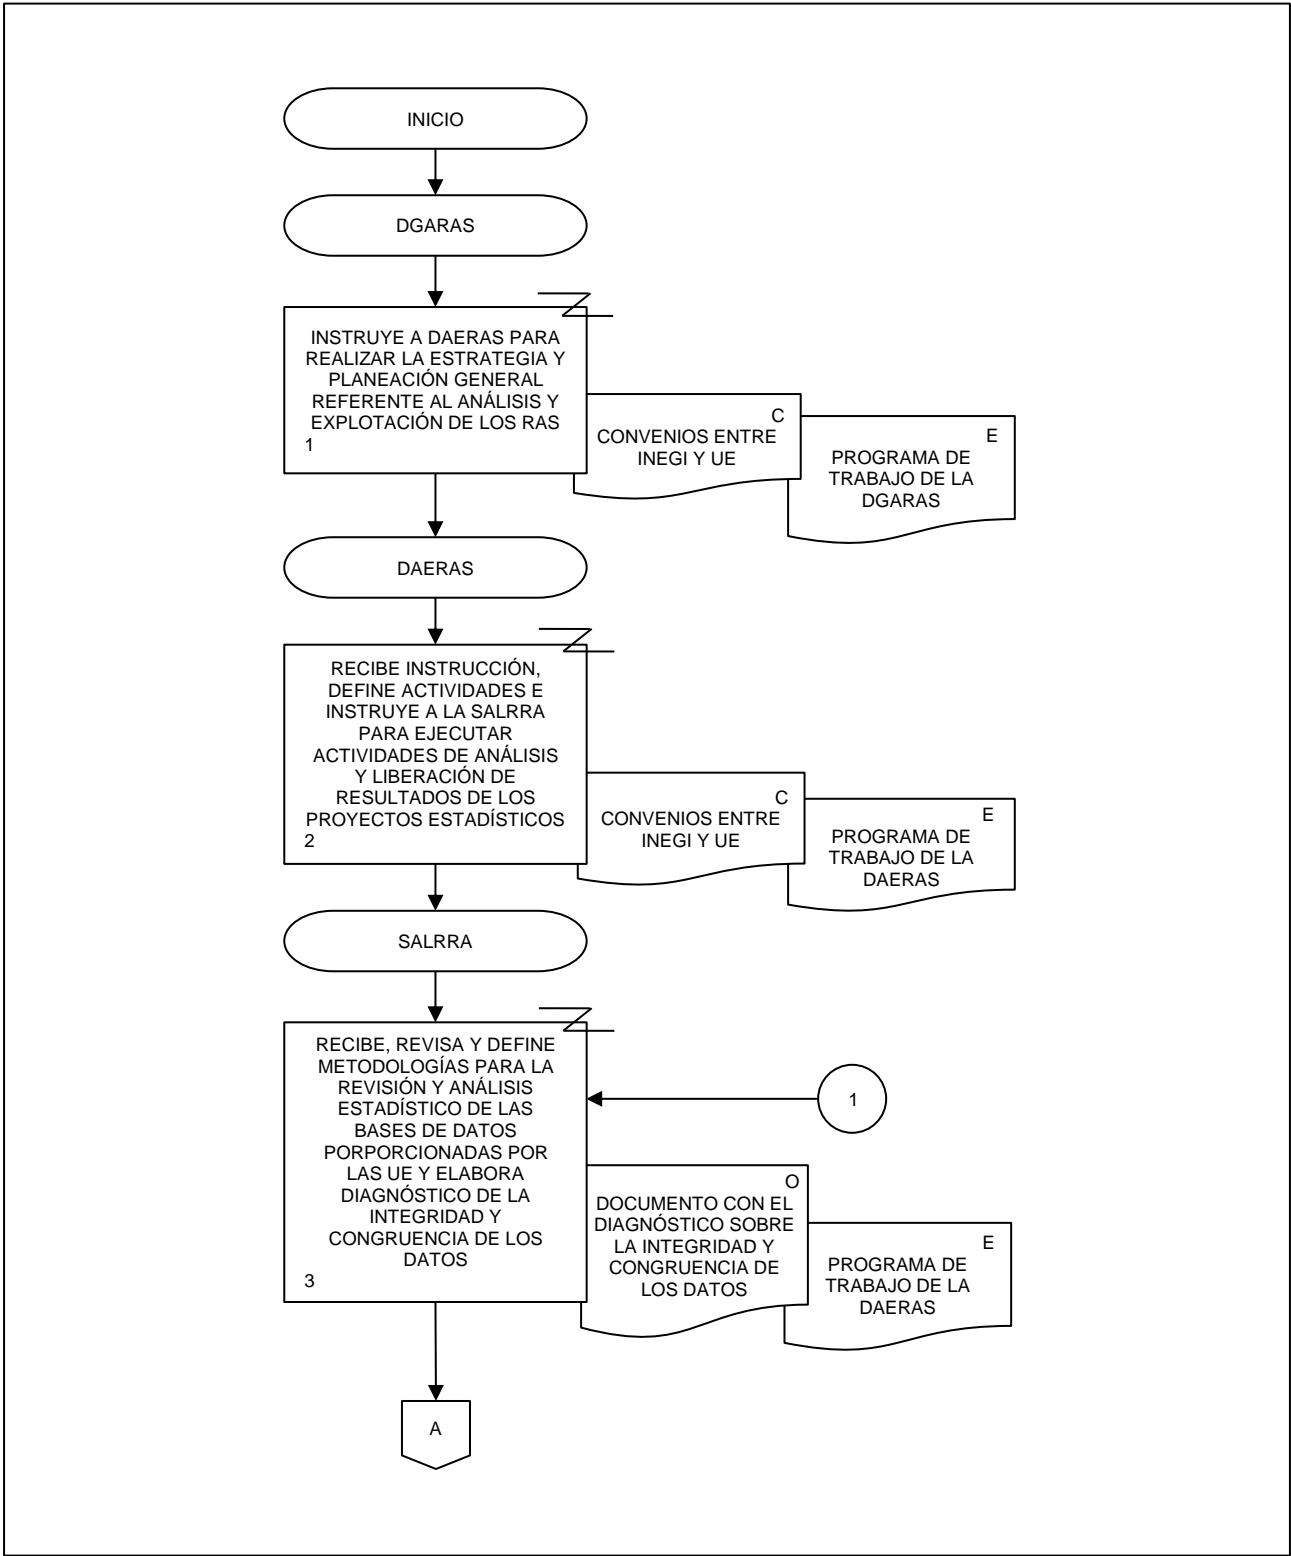 INICIO
DGARAS
INSTRUYE A DAERAS PARA
REALIZAR LA ESTRATEGIA Y
PLANEACIÓN GENERAL
REFERENTE AL ANÁLISIS Y
EXPLOTACIÓN DE LOS RAS
1
C
CONVENIOS ENTRE
INEGI Y UE
E
PROGRAMA DE
TRABAJO DE LA
DGARAS
DAERAS
RECIBE INSTRUCCIÓN,
DEFINE ACTIVIDADES E
INSTRUYE A LA SALRRA
PARA EJECUTAR
ACTIVIDADES DE ANÁLISIS
Y LIBERACIÓN DE
RESULTADOS DE LOS
PROYECTOS ESTADÍSTICOS
2
C
CONVENIOS ENTRE
INEGI Y UE
E
PROGRAMA DE
TRABAJO DE LA
DAERAS
SALRRA
RECIBE, REVISA Y DEFINE
METODOLOGÍAS PARA LA
REVISIÓN Y ANÁLISIS
ESTADÍSTICO DE LAS
BASES DE DATOS
PORPORCIONADAS POR
LAS UE Y ELABORA
DIAGNÓSTICO DE LA
INTEGRIDAD Y
CONGRUENCIA DE LOS
DATOS
3
1
O
DOCUMENTO CON EL
DIAGNÓSTICO SOBRE
LA INTEGRIDAD Y
CONGRUENCIA DE
LOS DATOS
E
PROGRAMA DE
TRABAJO DE LA
DAERAS
A